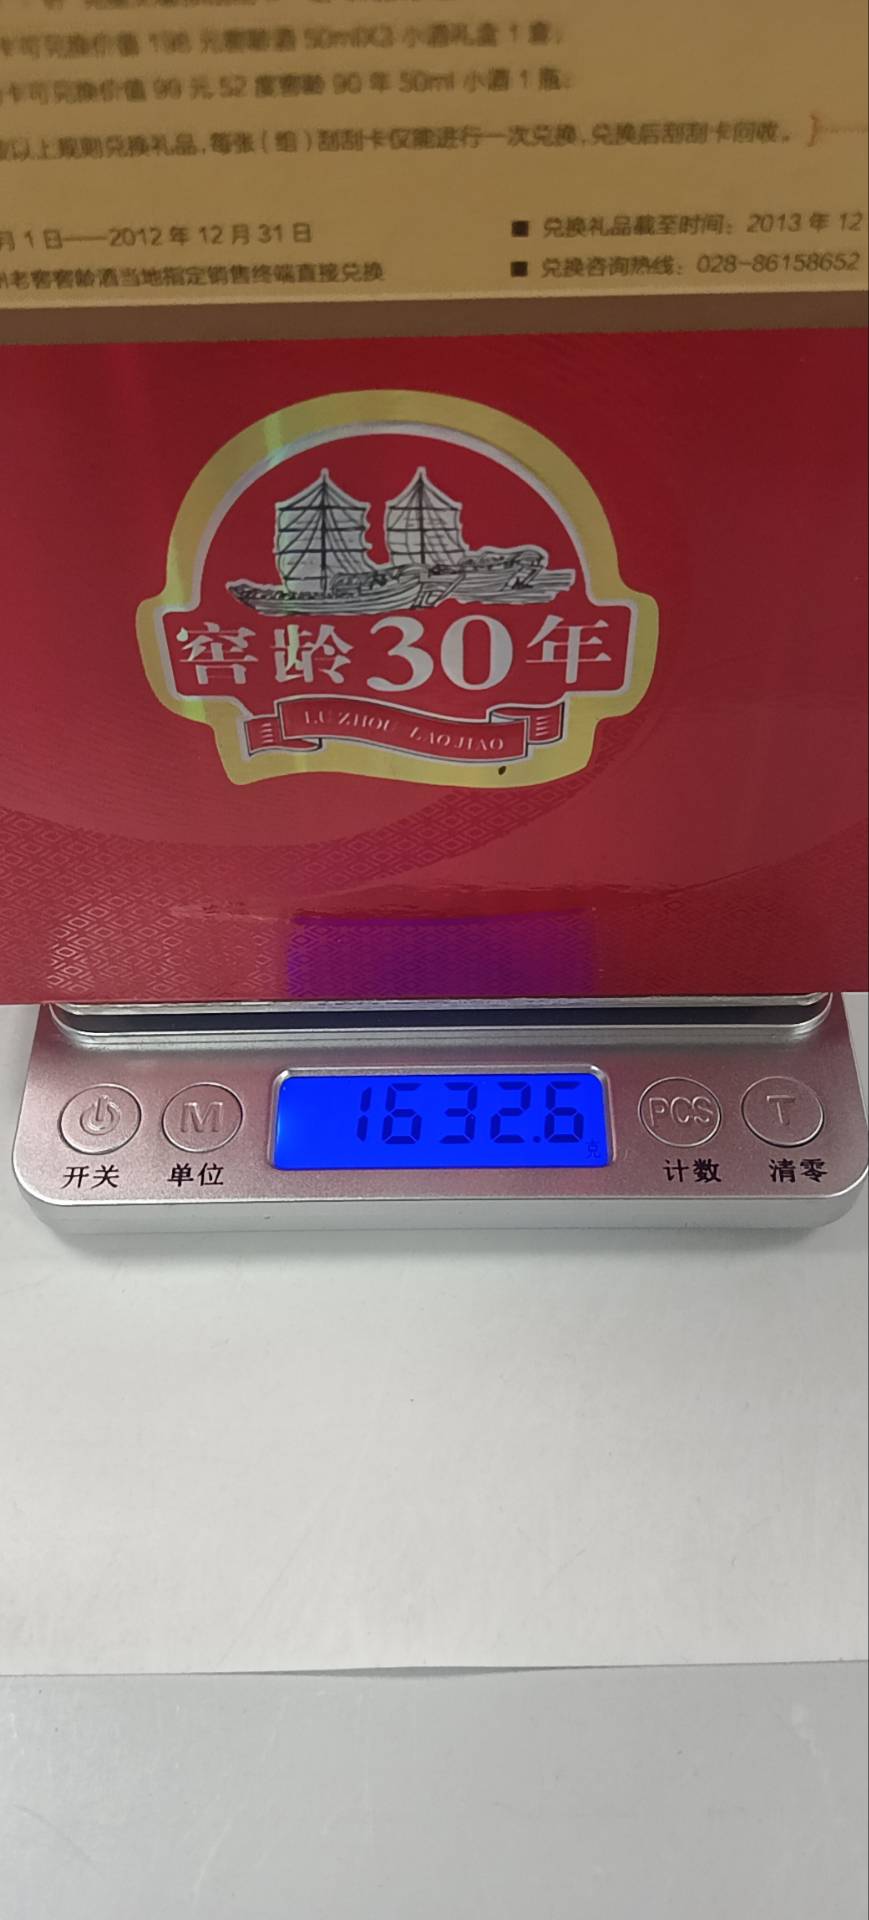 卡可兑换价值 198 元窖龄酒 50mlX3 小酒礼盒 1 套;
卡可兑换价值 99 元 52 度窖龄 90 年 50ml 小酒 1 瓶。
以上规则兑换礼品,每张(组)刮刮卡仅能进行一次兑换,兑换后刮刮卡回收。
月 1 日——2012 年 12 月 31 日
■ 兑换礼品截至时间:2013 年 12
州老窖窖龄酒当地指定销售终端直接兑换
■ 兑换咨询热线:028-86158652
窖龄30年
LUZHOU LAOJIAO
1632.6
克
M
PCS
T
开关
单位
计数
清零